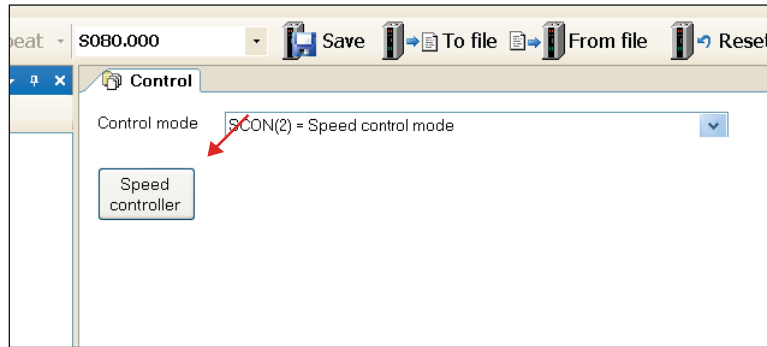 peat S080.000 Save To file From file Reset
Control
Control mode SCON(2) = Speed control mode
Speed
controller